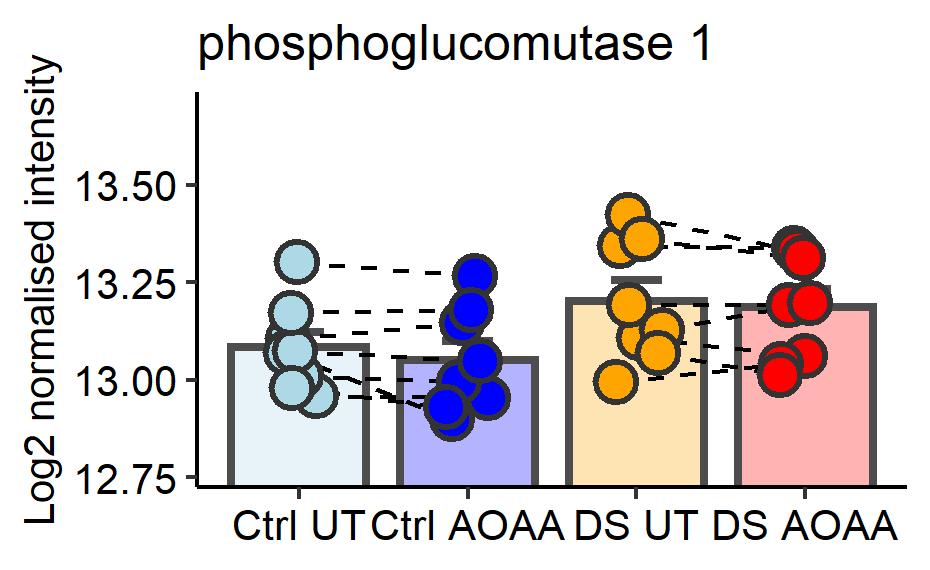 phosphoglucomutase 1
Log2 normalised intensity
13.50
13.25
13.00
12.75
Ctrl UT Ctrl AOAA DS UT DS AOAA